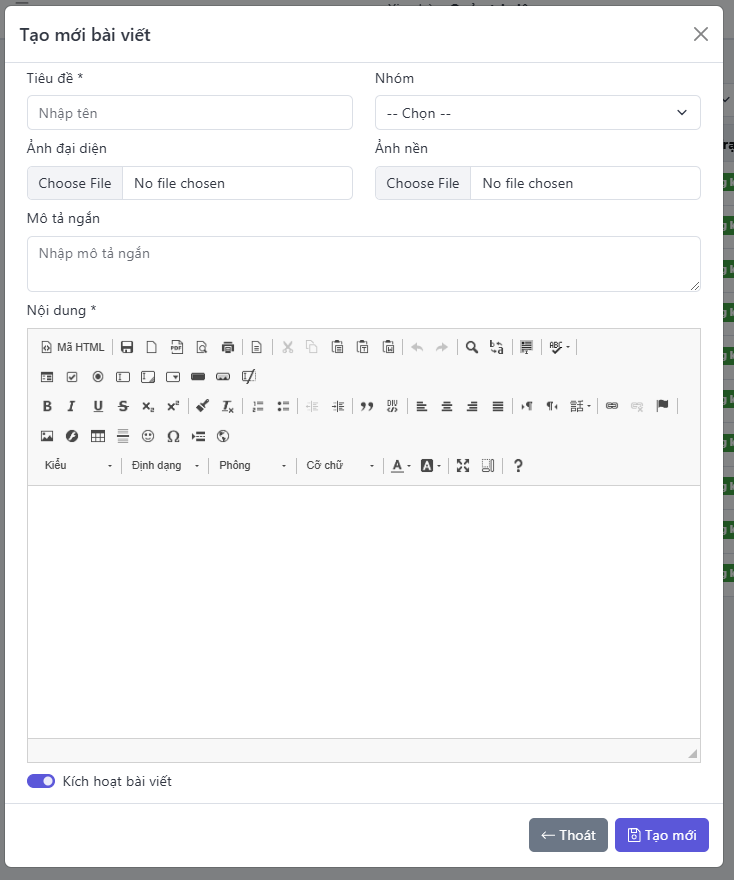 Tạo mới bài viết
Tiêu đề * Nhóm
Nhập tên -- Chọn --
Ảnh đại diện Ảnh nền
Choose File No file chosen Choose File No file chosen
Mô tả ngắn
Nhập mô tả ngắn
Nội dung *
Mã HTML
Kiểu Định dạng Phông Cỡ chữ
Kích hoạt bài viết
Thoát Tạo mới